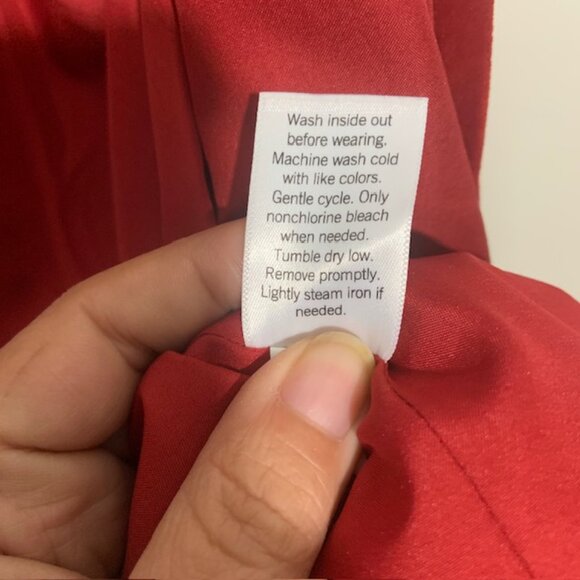 Wash inside out
before wearing.
Machine wash cold
with like colors.
Gentle cycle. Only
nonchlorine bleach
when needed.
Tumble dry low.
Remove promptly.
Lightly steam iron if
needed.